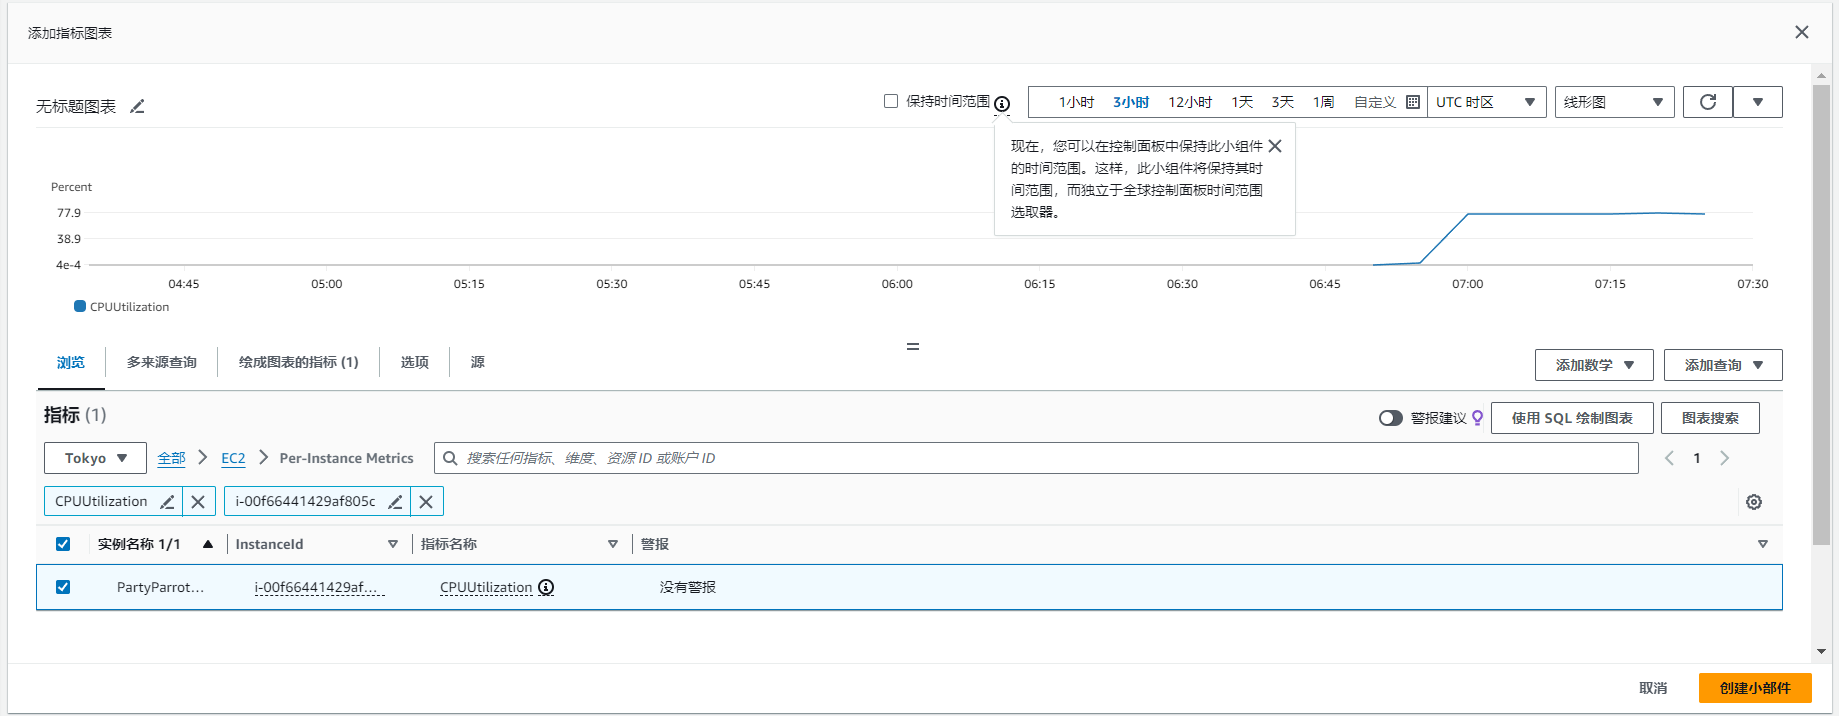 添加指标图表
无标题图表
保持时间范围
1小时 3小时 12小时 1天 3天 1周 自定义
UTC 时区
线形图
现在，您可以在控制面板中保持此小组件
的时间范围。这样，此小组件将保持其时
间范围，而独立于全球控制面板时间范围
选取器。
Percent
77.9
38.9
4e-4
04:45 05:00 05:15 05:30 05:45 06:00 06:15 06:30 06:45 07:00 07:15 07:30
CPUUtilization
浏览 多来源查询 绘成图表的指标 (1) 选项 源
添加数学 添加查询
指标 (1)
警报建议 使用 SQL 绘制图表 图表搜索
Tokyo 全部 EC2 Per-Instance Metrics 搜索任何指标、维度、资源 ID 或账户 ID 1
CPUUtilization i-00f66441429af805c
实例名称 1/1 InstanceId 指标名称 警报
PartyParrot... i-00f66441429af... CPUUtilization 没有警报
取消 创建小部件